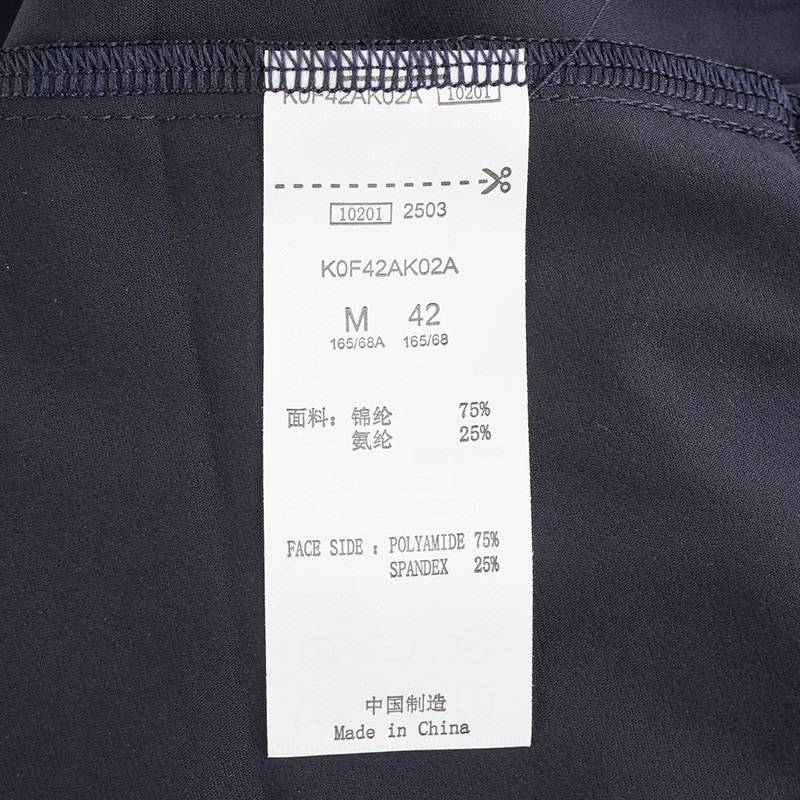 K0F42AK02A 10201
10201 2503
K0F42AK02A
M 42
165/68A 165/68
面料：锦纶 75%
氨纶 25%
FACE SIDE : POLYAMIDE 75%
SPANDEX 25%
中国制造
Made in China